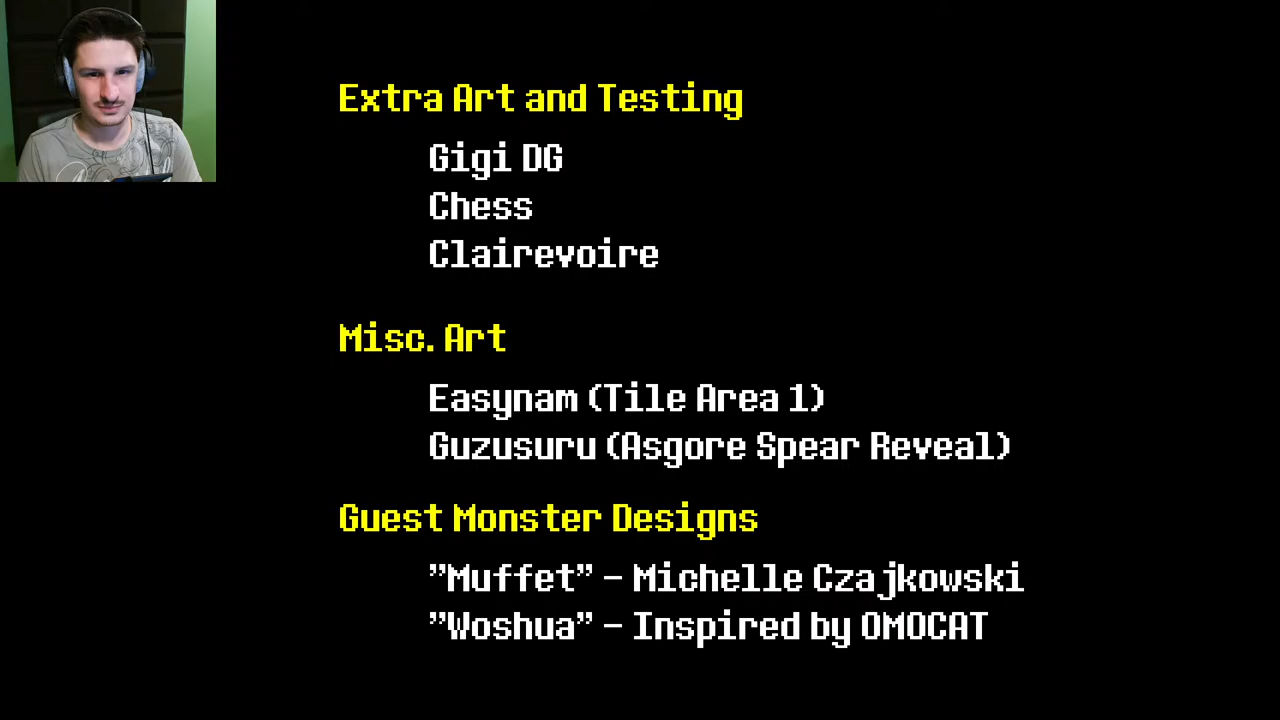 Extra Art and Testing
Gigi DG
Chess
Clairevoire
Misc. Art
Easynam (Tile Area 1)
Guzusuru (Asgore Spear Reveal)
Guest Monster Designs
”Muffet” - Michelle Czajkowski
”Woshua” - Inspired by OMOCAT